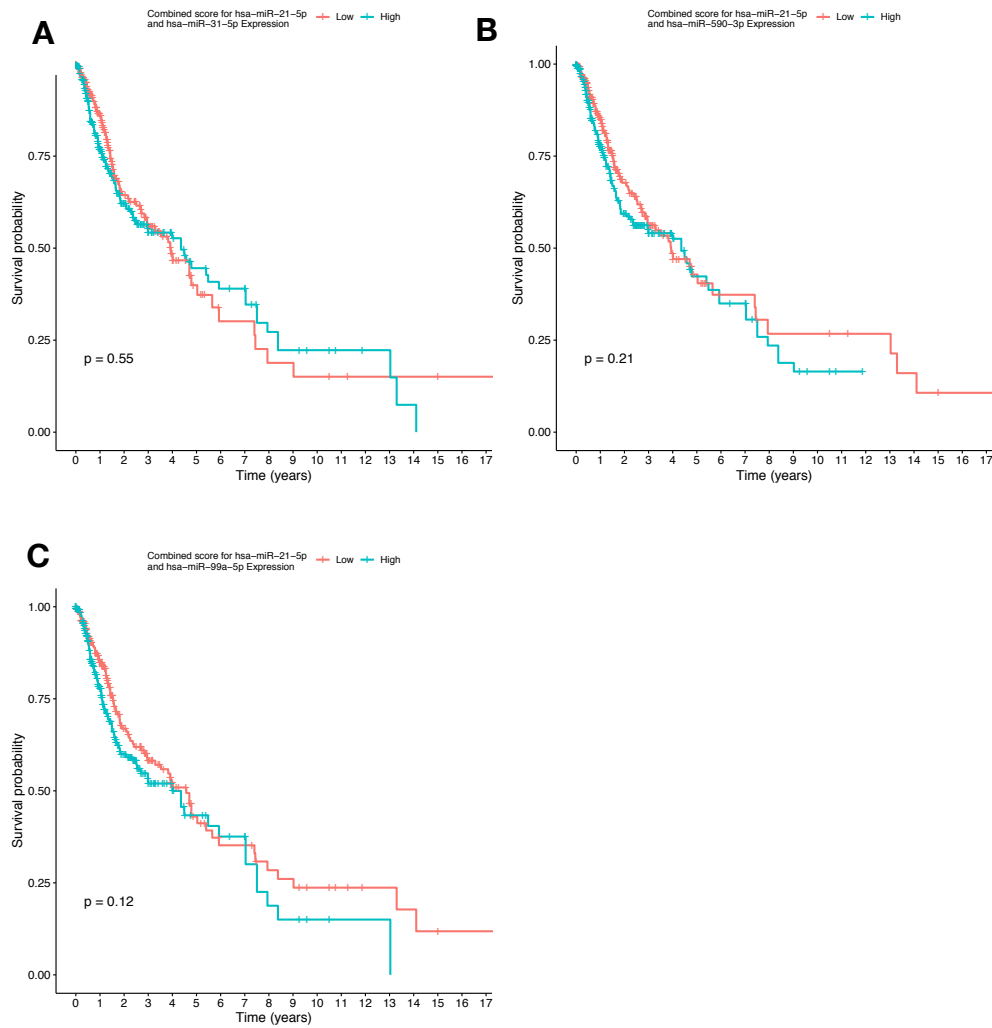 A
Combined score for hsa−miR−21−5p
and hsa−miR−31−5p Expression
Low High
Survival probability
0.75
0.50
0.25
0.00
p = 0.55
0 1 2 3 4 5 6 7 8 9 10 11 12 13 14 15 16 17
Time (years)
B
Combined score for hsa−miR−21−5p
and hsa−miR−590−3p Expression
Low High
Survival probability
1.00
0.75
0.50
0.25
0.00
p = 0.21
0 1 2 3 4 5 6 7 8 9 10 11 12 13 14 15 16 17
Time (years)
C
Combined score for hsa−miR−21−5p
and hsa−miR−99a−5p Expression
Low High
Survival probability
1.00
0.75
0.50
0.25
0.00
p = 0.12
0 1 2 3 4 5 6 7 8 9 10 11 12 13 14 15 16 17
Time (years)